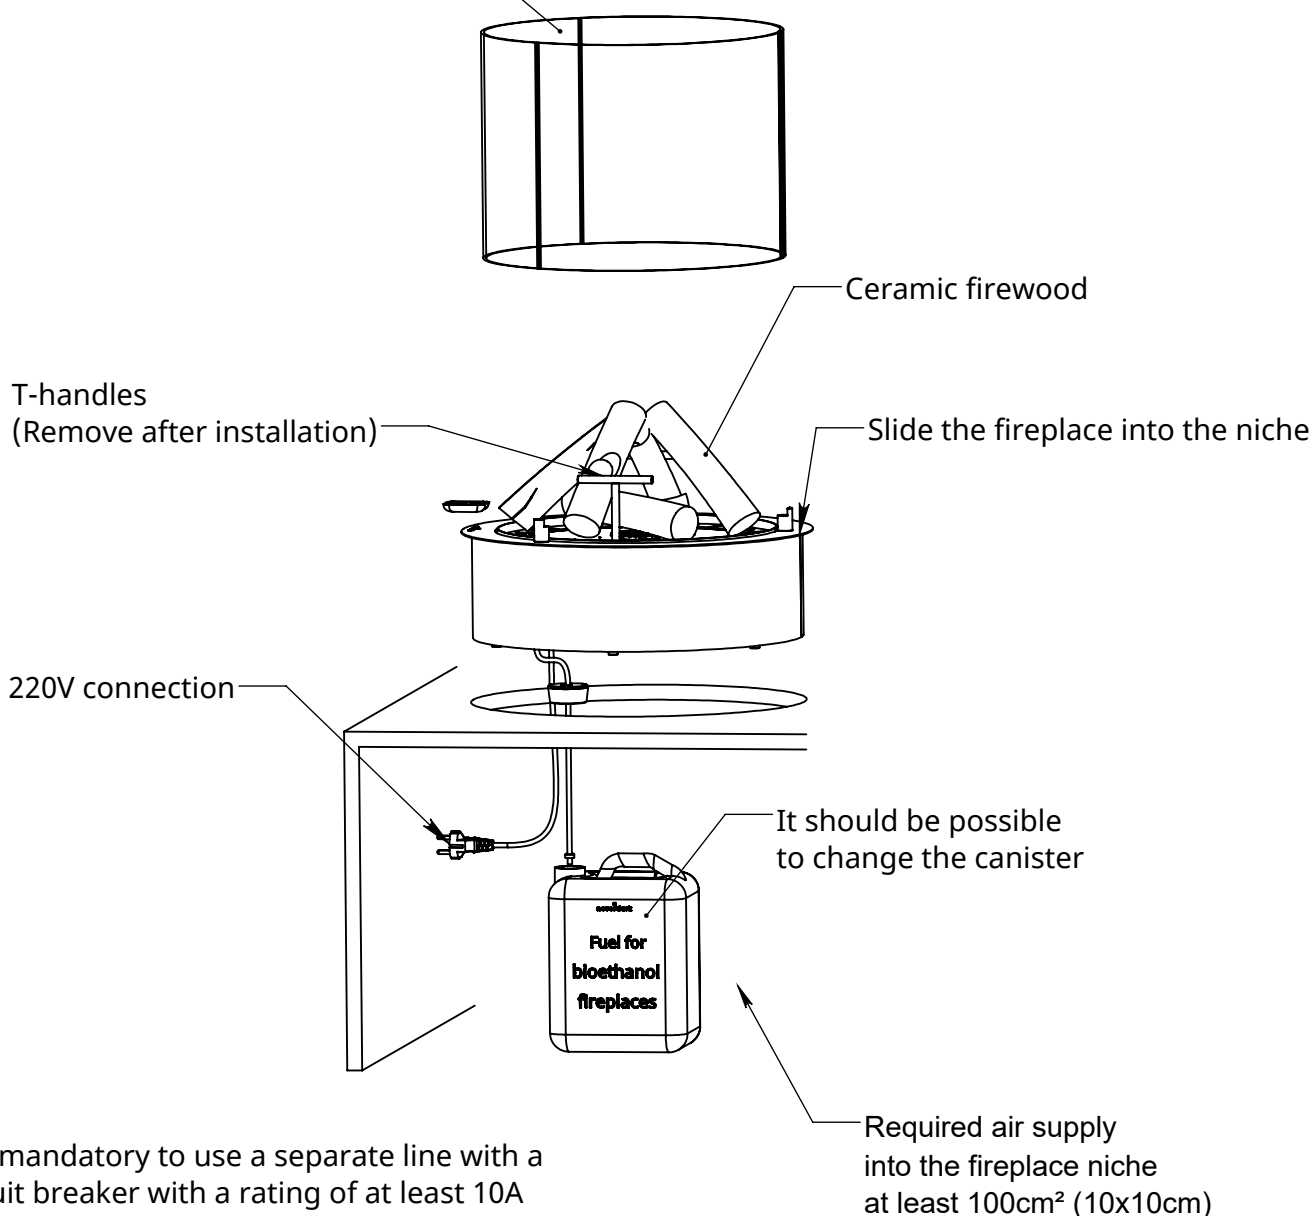 Ceramic firewood
T-handles
(Remove after installation)
Slide the fireplace into the niche
220V connection
It should be possible
to change the canister
Fuel for
bioethanol
fireplaces
Required air supply
into the fireplace niche
at least 100cm² (10x10cm)
mandatory to use a separate line with a
uit breaker with a rating of at least 10A